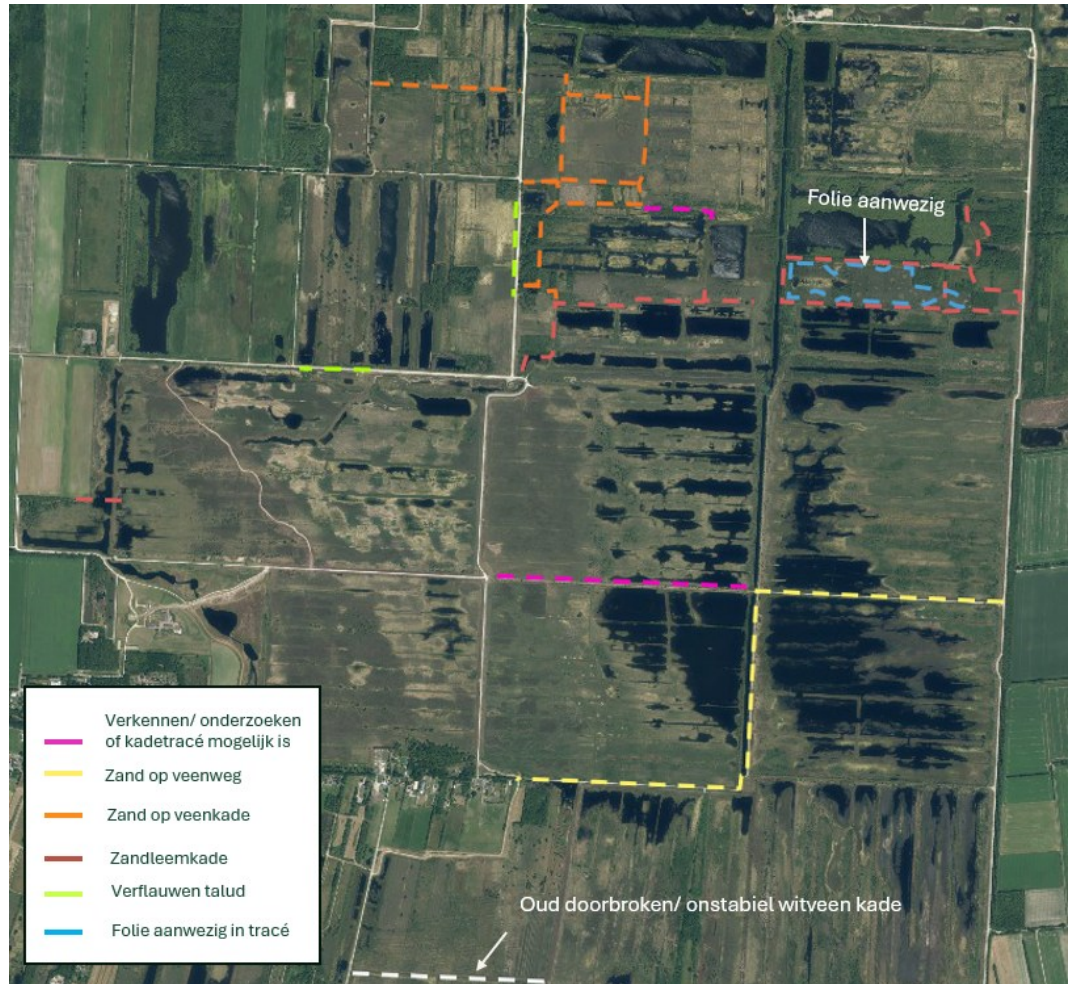 Folie aanwezig
Verkennen/ onderzoeken
of kadetracé mogelijk is
Zand op veenweg
Zand op veenkade
Zandleemkade
Verflauwen talud
Folie aanwezig in tracé
Oud doorbroken/ onstabiel witveen kade